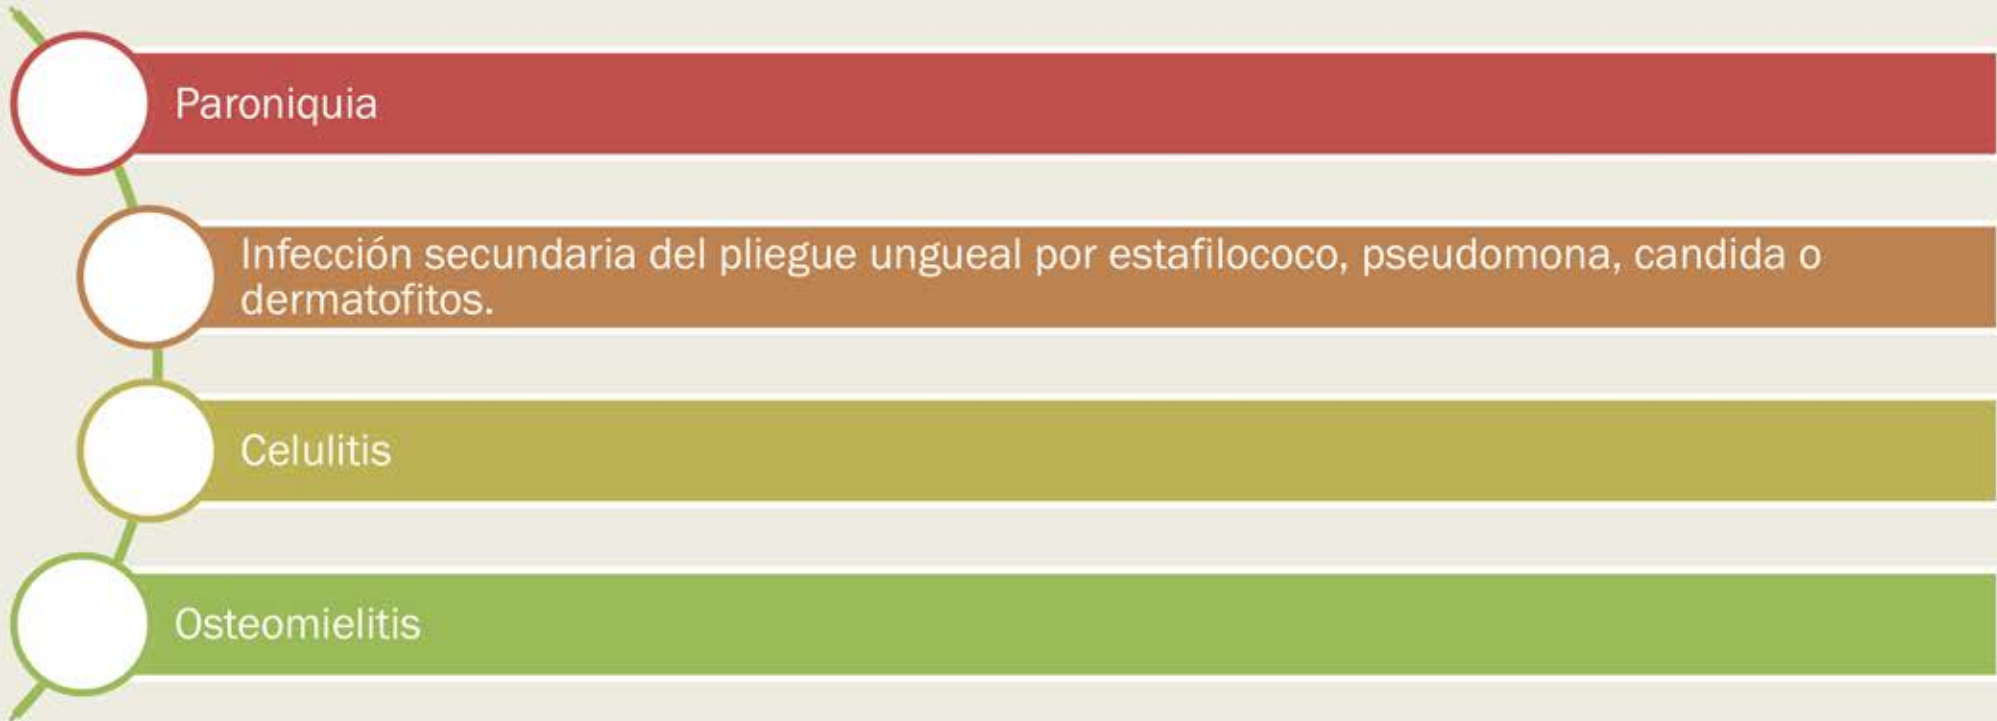 Paroniquia
Infección secundaria del pliegue ungueal por estafilococo, pseudomona, candida o
dermatofitos.
Celulitis
Osteomielitis